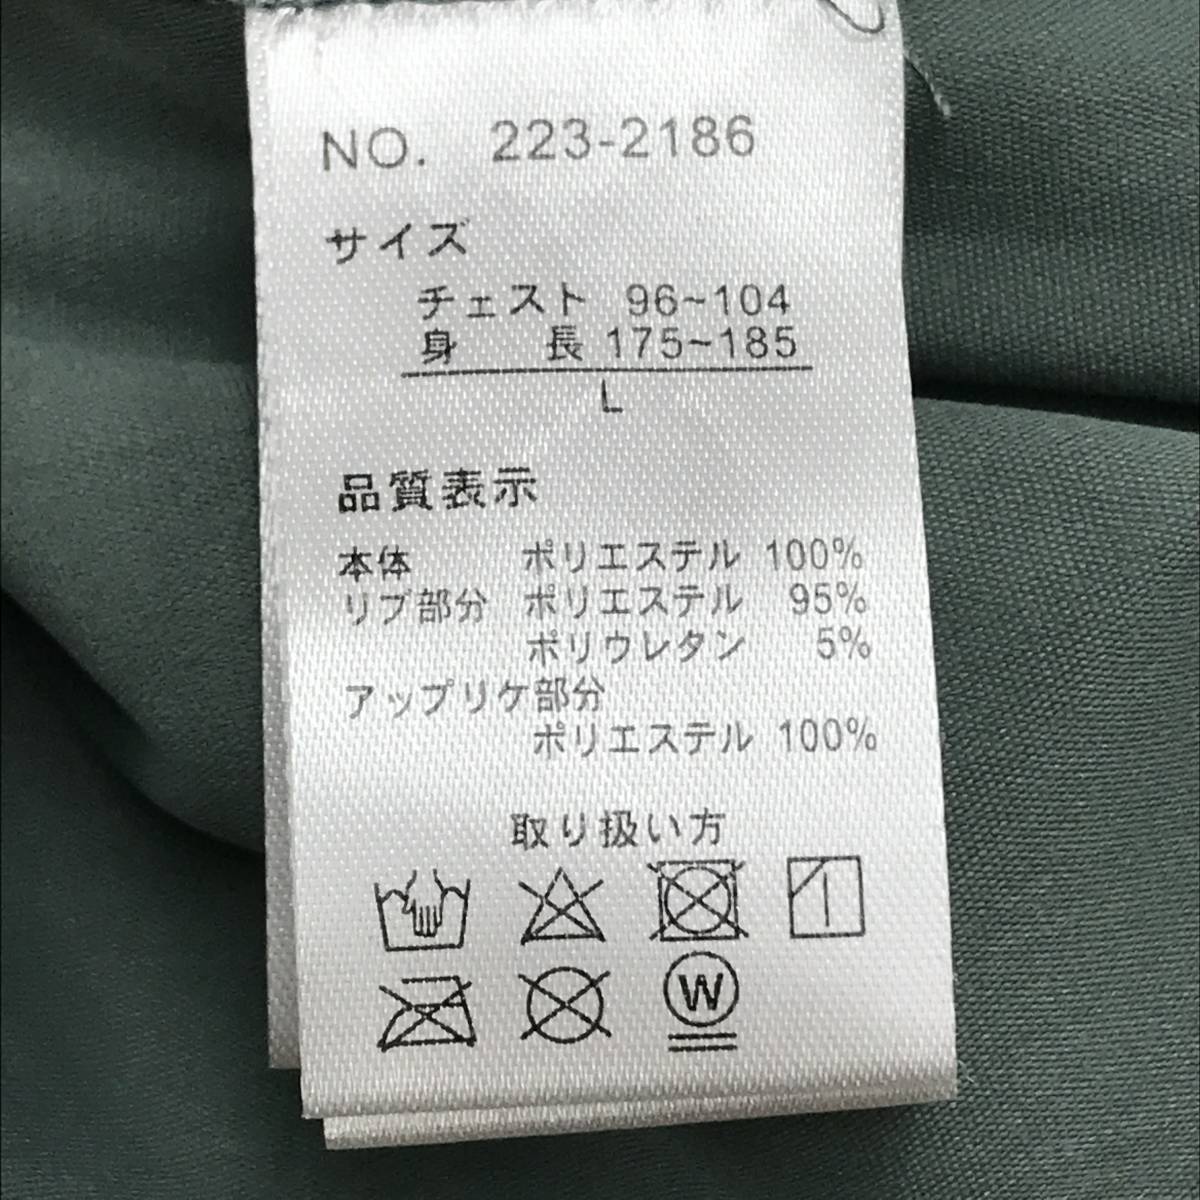 NO. 223-2186
サイズ
チェスト 96~104
身 長 175~185
L
品質表示
本体 ポリエステル 100%
リブ部分 ポリエステル 95%
ポリウレタン 5%
アップリケ部分
ポリエステル 100%
取り扱い方
W